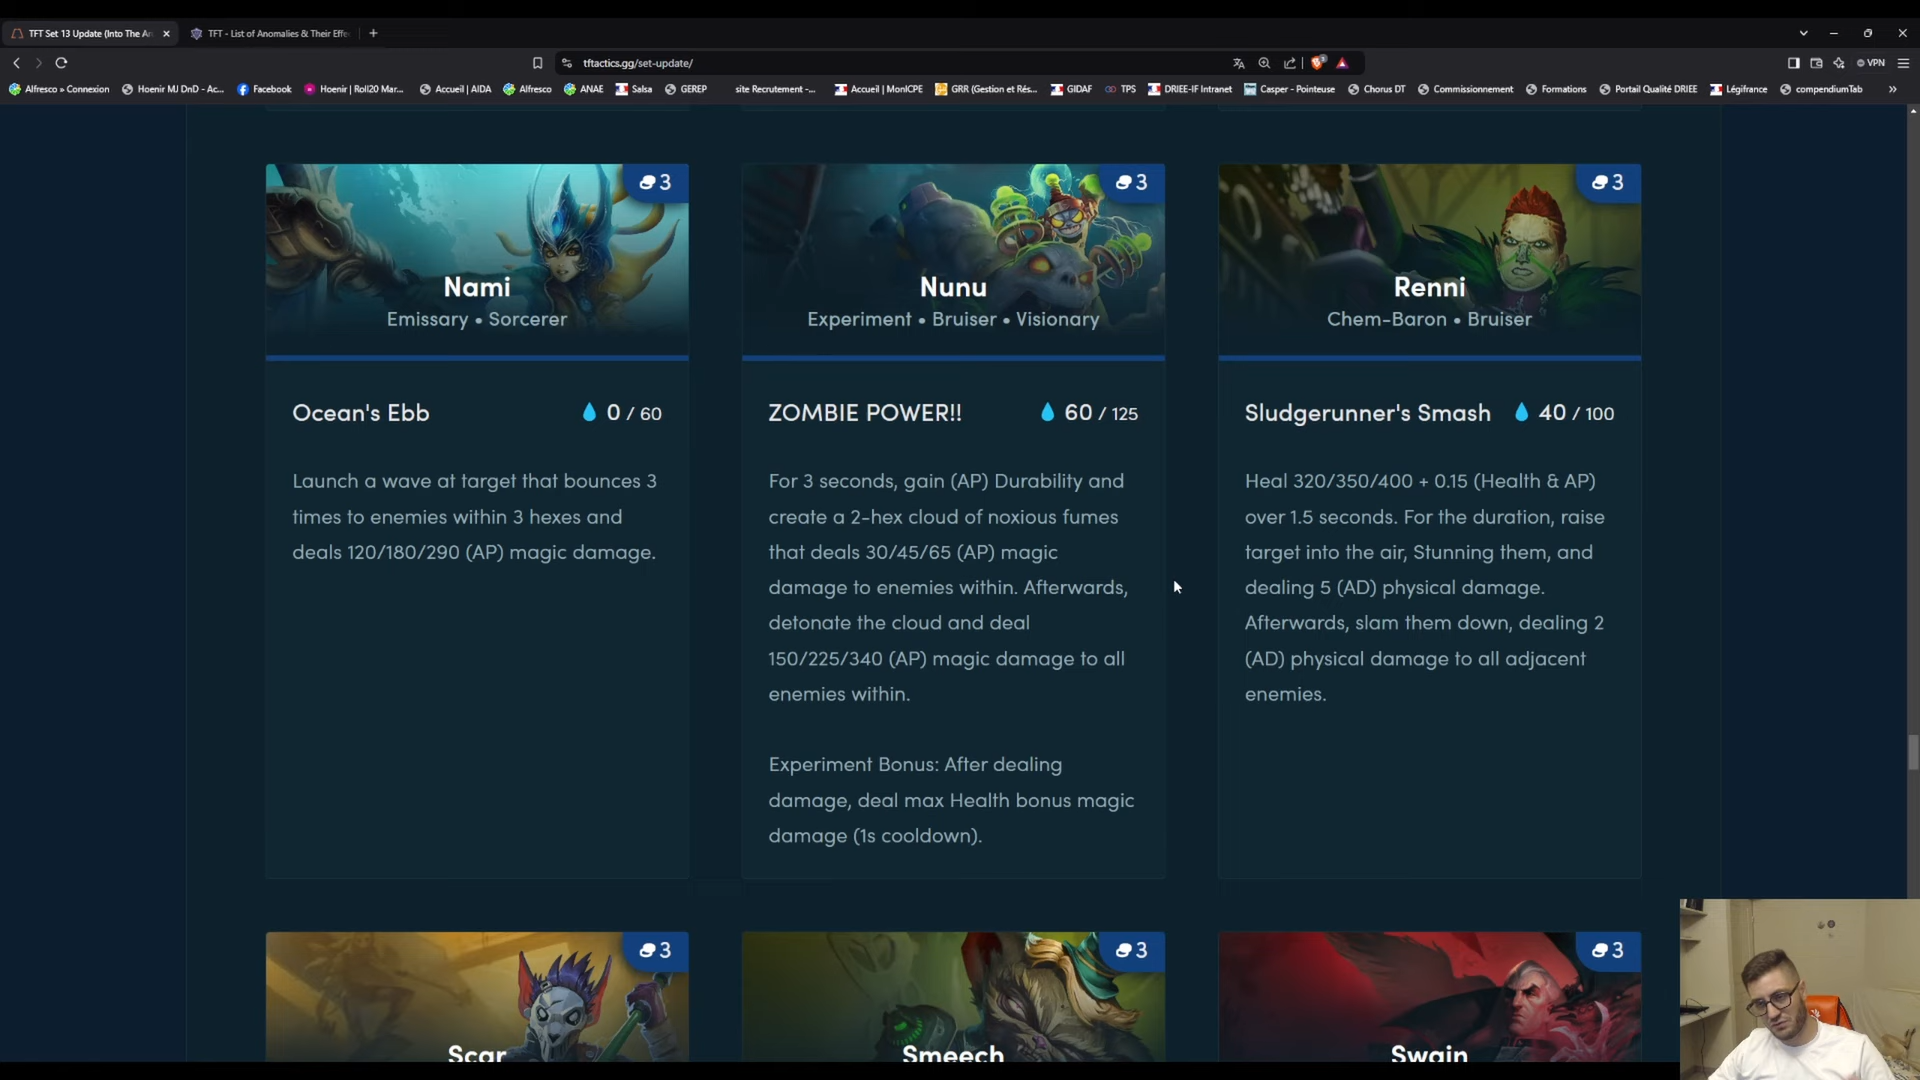 TFT Set 13 Update (Into The Ar
TFT - List of Anomalies & Their Effe
tftactics.gg/set-update/
VPN
Alfresco » Connexion
Hoenir MJ DnD - Ac...
Facebook
Hoenir | Roll20 Mar...
Accueil | AIDA
Alfresco
ANAE
Salsa
GEREP
site Recrutement -...
Accueil | MonICPE
GRR (Gestion et Rés...
GIDAF
TPS
DRIEE-IF Intranet
Casper - Pointeuse
Chorus DT
Commissionnement
Formations
Portail Qualité DRIEE
Légifrance
compendiumTab
3
Nami
Emissary • Sorcerer
Ocean's Ebb
0 / 60
Launch a wave at target that bounces 3
times to enemies within 3 hexes and
deals 120/180/290 (AP) magic damage.
3
Nunu
Experiment • Bruiser • Visionary
ZOMBIE POWER!!
60 / 125
For 3 seconds, gain (AP) Durability and
create a 2-hex cloud of noxious fumes
that deals 30/45/65 (AP) magic
damage to enemies within. Afterwards,
detonate the cloud and deal
150/225/340 (AP) magic damage to all
enemies within.
Experiment Bonus: After dealing
damage, deal max Health bonus magic
damage (1s cooldown).
3
Renni
Chem-Baron • Bruiser
Sludgerunner's Smash
40 / 100
Heal 320/350/400 + 0.15 (Health & AP)
over 1.5 seconds. For the duration, raise
target into the air, Stunning them, and
dealing 5 (AD) physical damage.
Afterwards, slam them down, dealing 2
(AD) physical damage to all adjacent
enemies.
3
Scar
3
Smeech
3
Swain